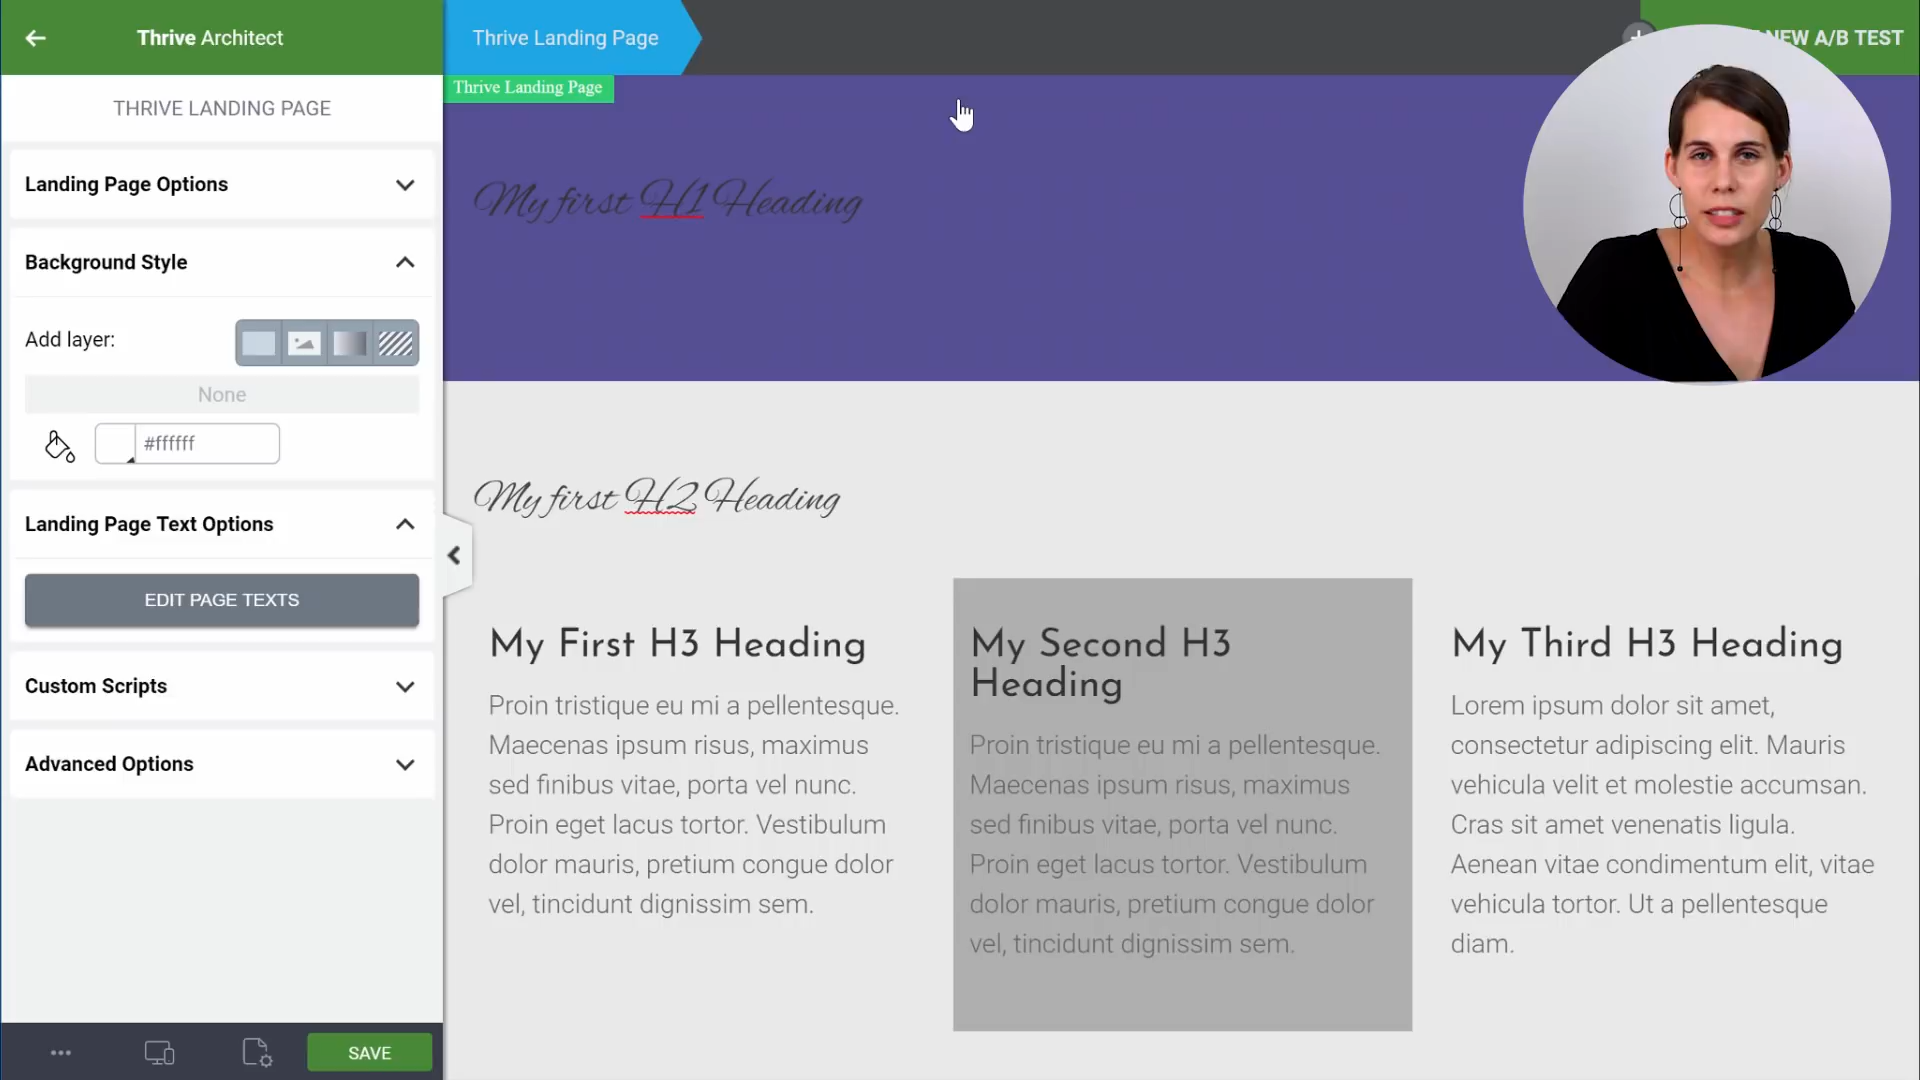 Thrive Architect
Thrive Landing Page
NEW A/B TEST
THRIVE LANDING PAGE
Thrive Landing Page
Landing Page Options
Background Style
Add layer:
None
#ffffff
Landing Page Text Options
EDIT PAGE TEXTS
Custom Scripts
Advanced Options
SAVE
My first H1 Heading
My first H2 Heading
My First H3 Heading
Proin tristique eu mi a pellentesque.
Maecenas ipsum risus, maximus
sed finibus vitae, porta vel nunc.
Proin eget lacus tortor. Vestibulum
dolor mauris, pretium congue dolor
vel, tincidunt dignissim sem.
My Second H3
Heading
Proin tristique eu mi a pellentesque.
Maecenas ipsum risus, maximus
sed finibus vitae, porta vel nunc.
Proin eget lacus tortor. Vestibulum
dolor mauris, pretium congue dolor
vel, tincidunt dignissim sem.
My Third H3 Heading
Lorem ipsum dolor sit amet,
consectetur adipiscing elit. Mauris
vehicula velit et molestie accumsan.
Cras sit amet venenatis ligula.
Aenean vitae condimentum elit, vitae
vehicula tortor. Ut a pellentesque
diam.